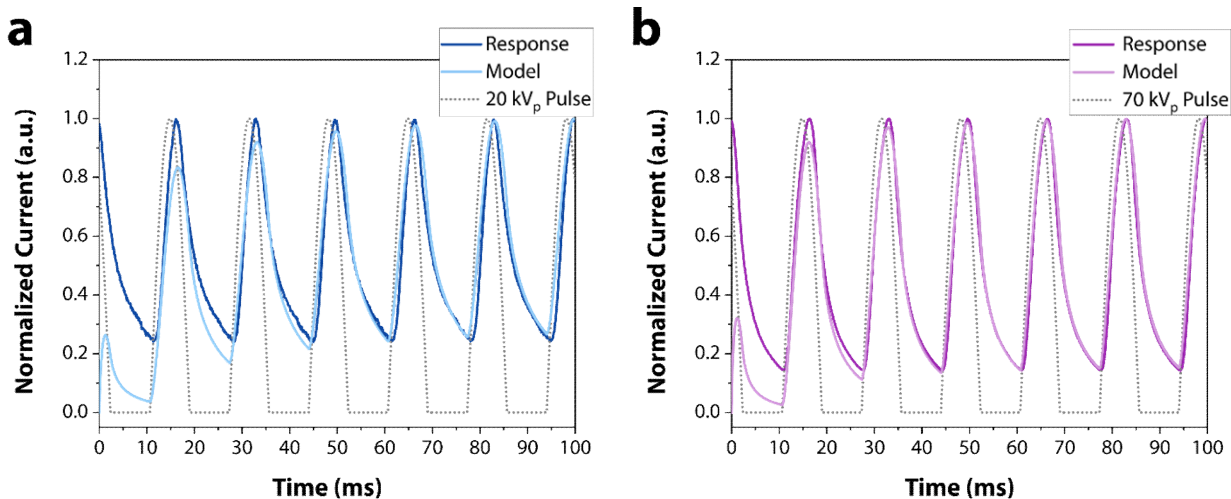 a
Response
Model
20 kVp Pulse
1.2
1.0
0.8
0.6
0.4
0.2
0.0
Normalized Current (a.u.)
0 10 20 30 40 50 60 70 80 90 100
Time (ms)
b
Response
Model
70 kVp Pulse
1.2
1.0
0.8
0.6
0.4
0.2
0.0
Normalized Current (a.u.)
0 10 20 30 40 50 60 70 80 90 100
Time (ms)